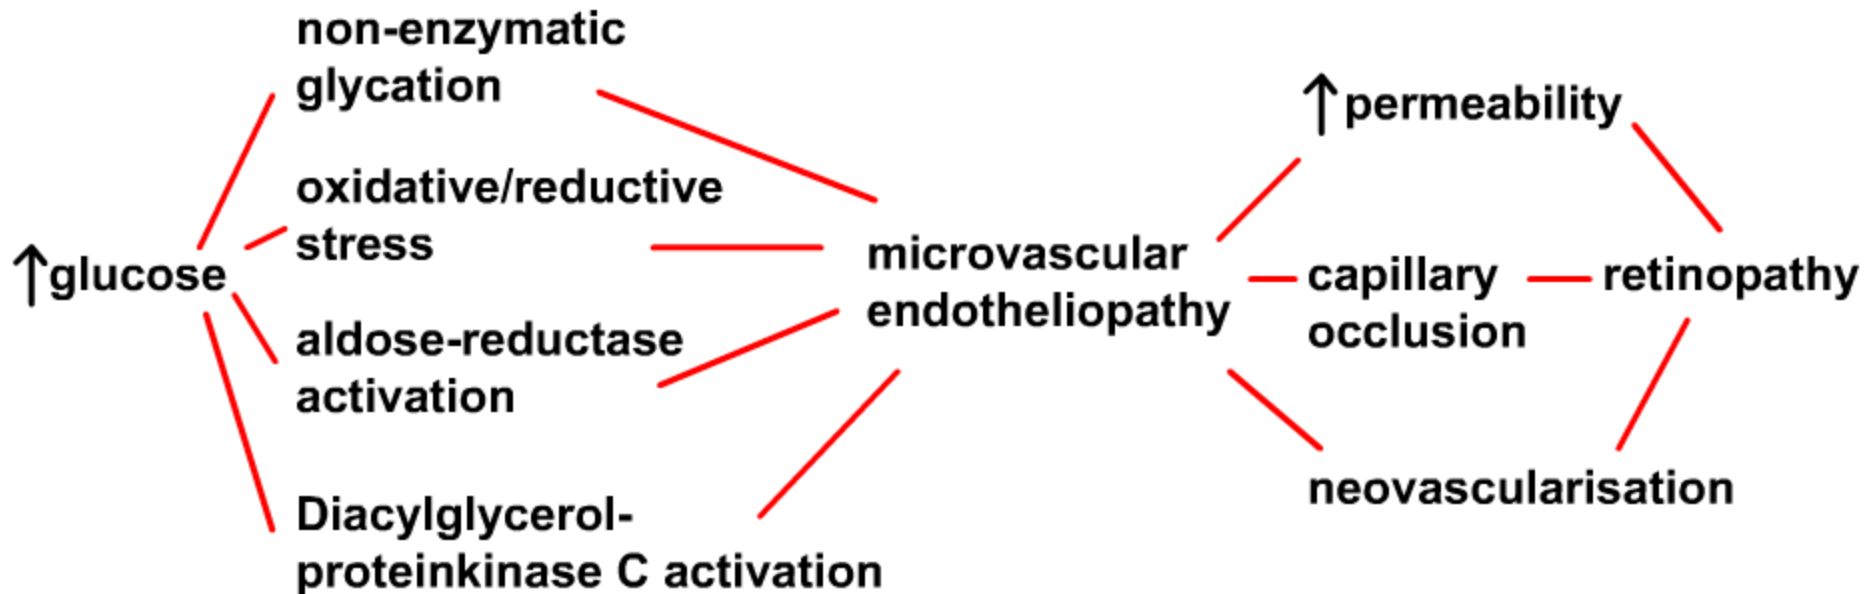 ↑glucose
non-enzymatic
glycation
oxidative/reductive
stress
aldose-reductase
activation
Diacylglycerol-
proteinkinase C activation
microvascular
endotheliopathy
↑permeability
capillary
occlusion
neovascularisation
retinopathy